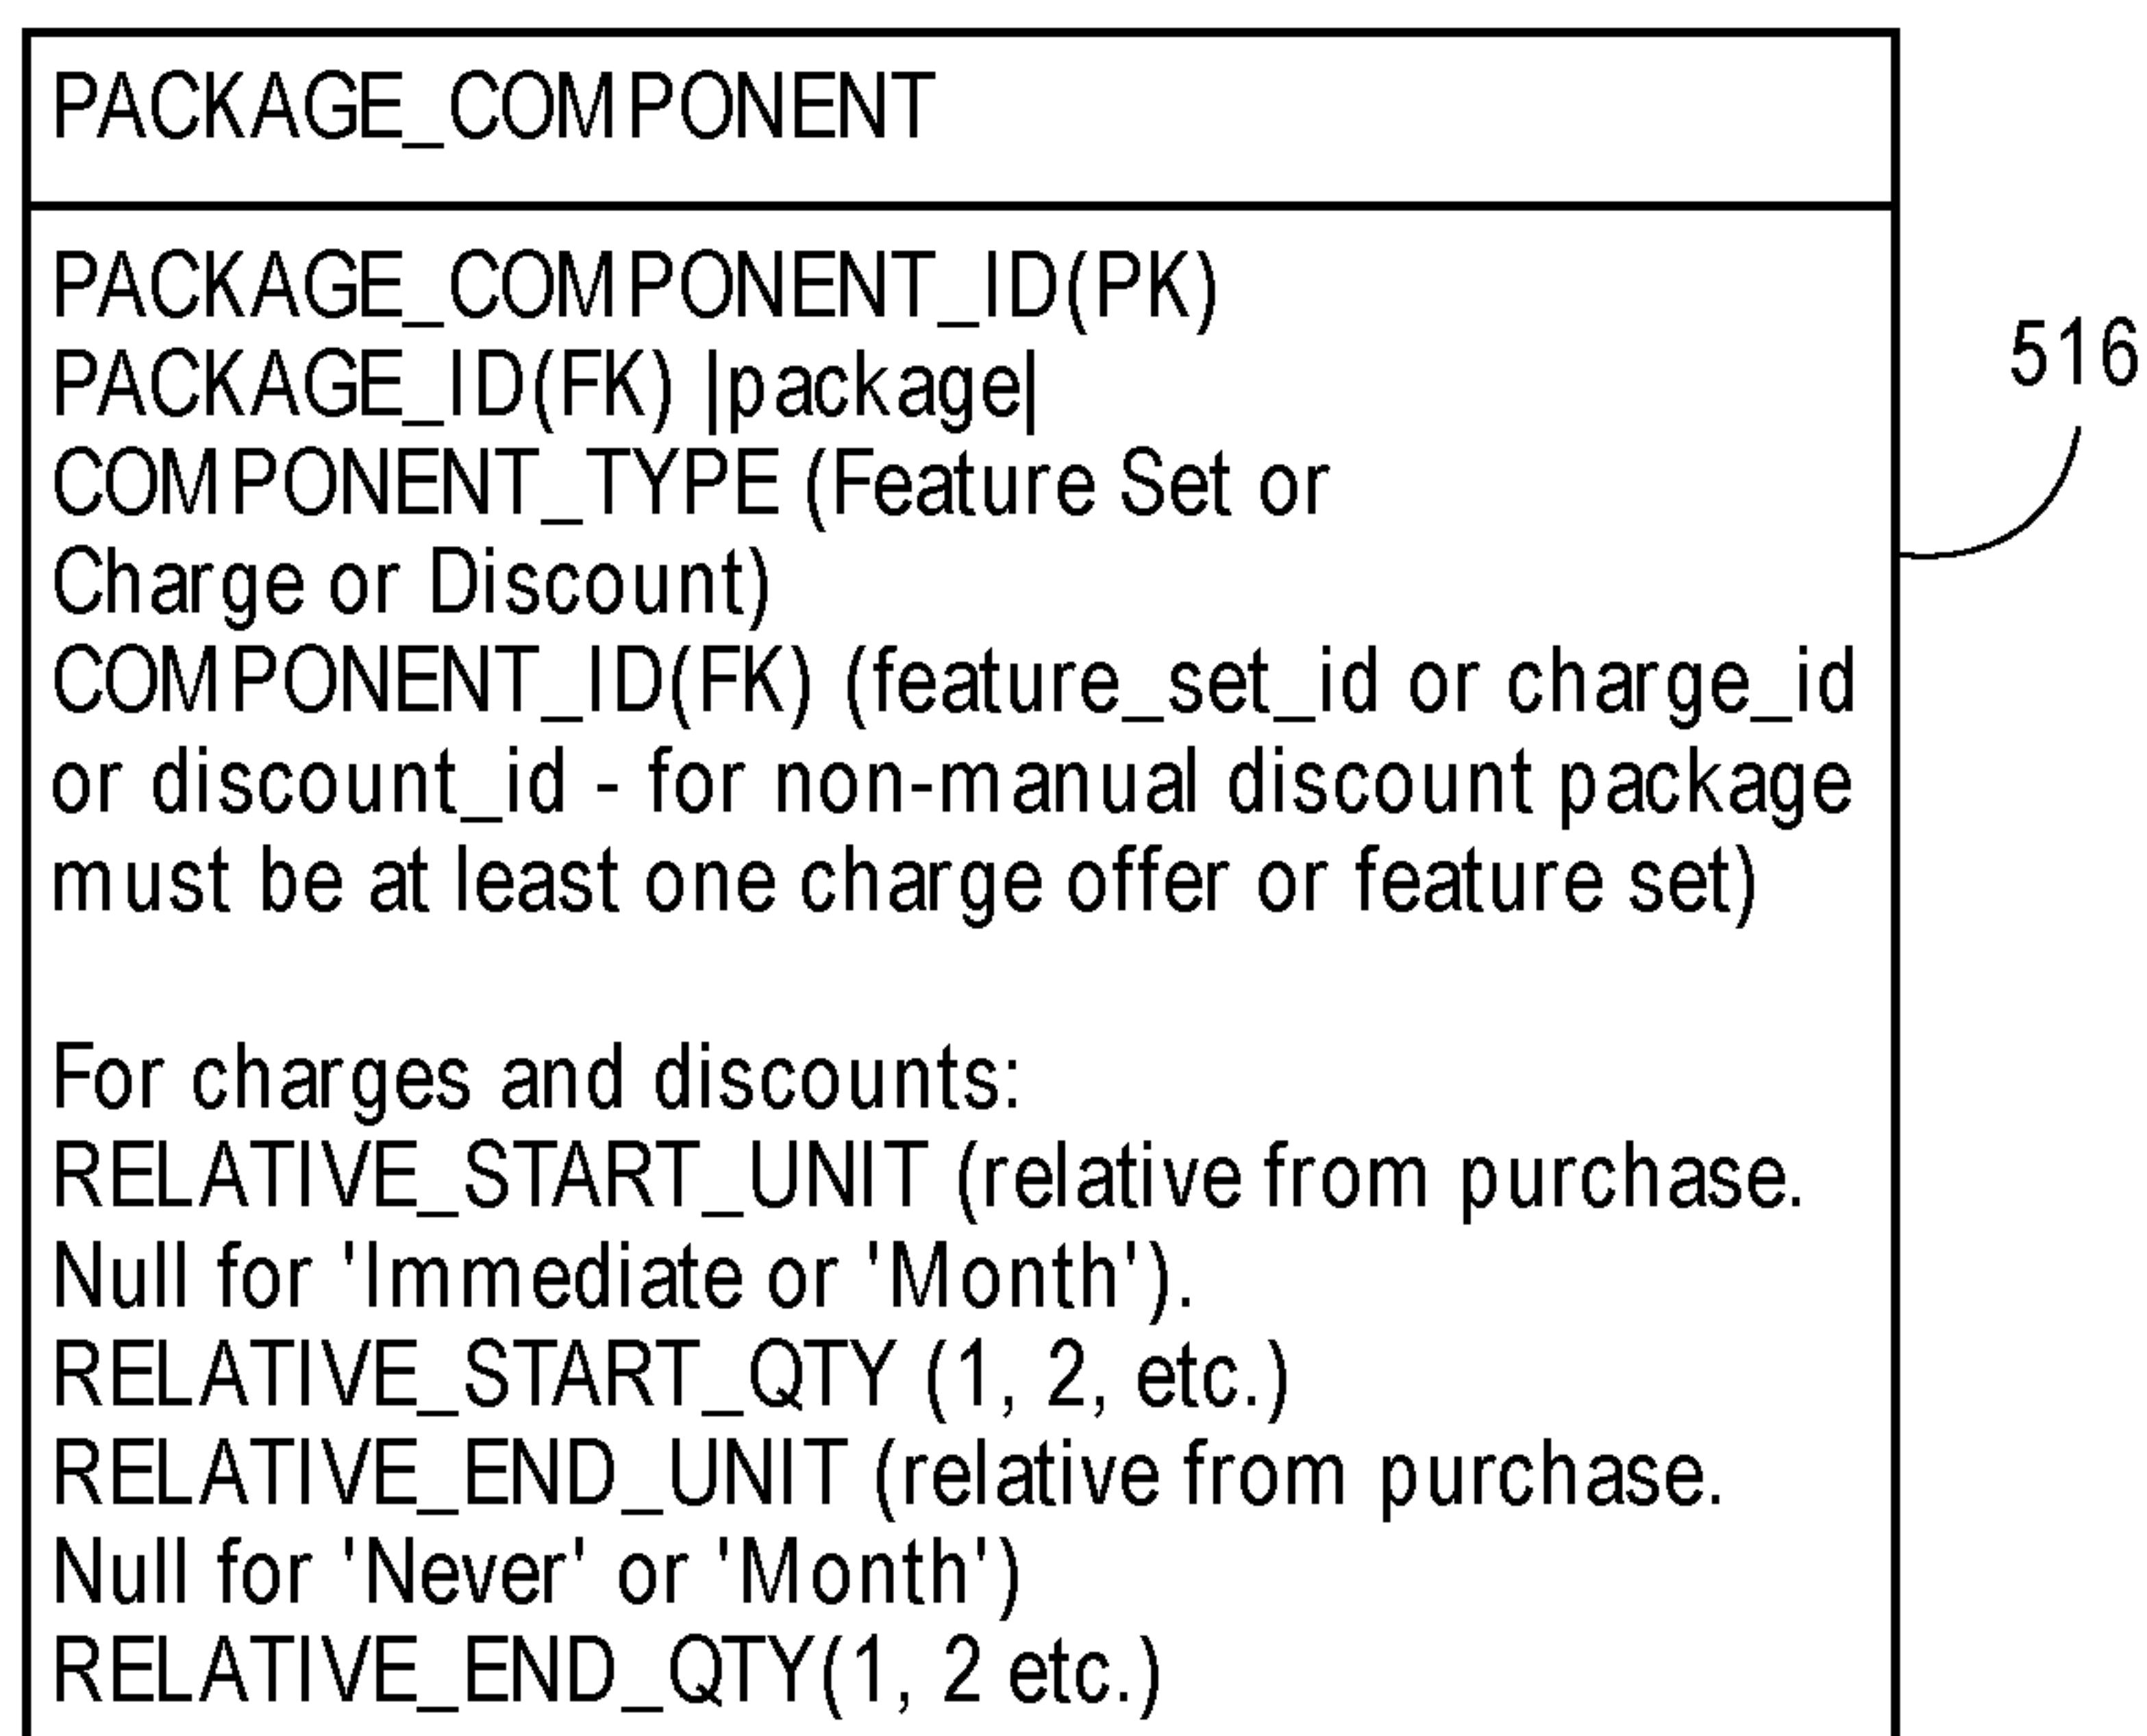 PACKAGE_COMPONENT
PACKAGE_COMPONENT_ID(PK)
PACKAGE_ID(FK) |package|
COMPONENT_TYPE (Feature Set or
Charge or Discount)
COMPONENT_ID(FK) (feature_set_id or charge_id
or discount_id - for non-manual discount package
must be at least one charge offer or feature set)
For charges and discounts:
RELATIVE_START_UNIT (relative from purchase.
Null for 'Immediate or 'Month').
RELATIVE_START_QTY (1, 2, etc.)
RELATIVE_END_UNIT (relative from purchase.
Null for 'Never' or 'Month')
RELATIVE_END_QTY(1, 2 etc.)
516